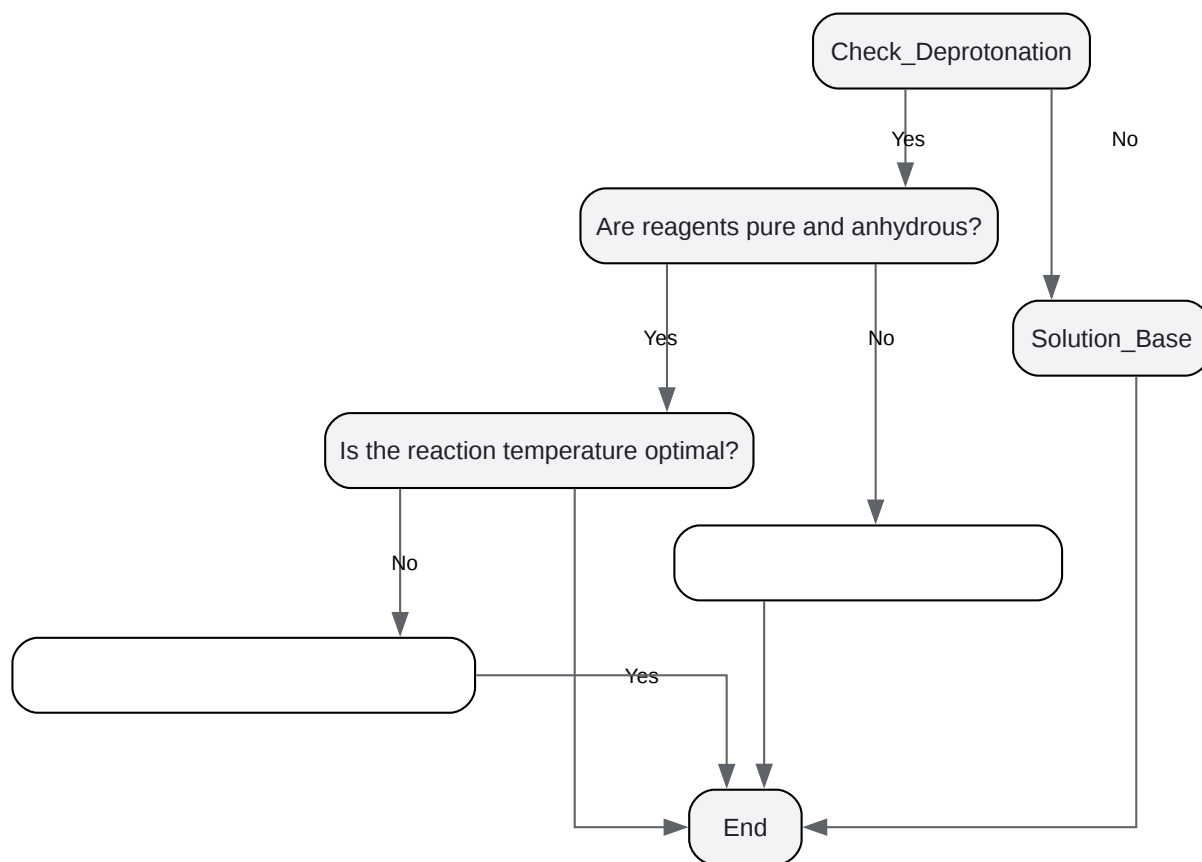 Check_Deprotonation
Yes
No
Are reagents pure and anhydrous?
Yes
No
Solution_Base
Is the reaction temperature optimal?
No
Yes
End